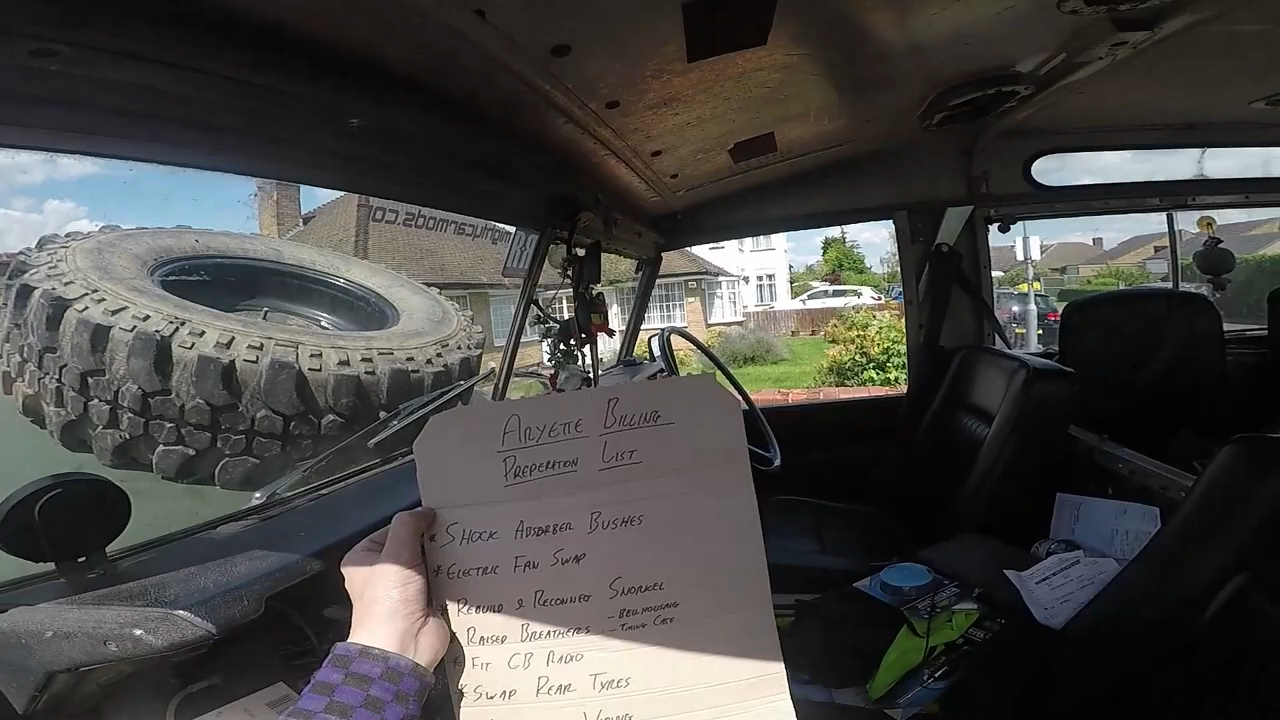 mightycarmods.co
ARYETTE BILLING
PREPERATION LIST
* SHOCK ABSORBER BUSHES
* ELECTRIC FAN SWAP
* REBUILD & RECONNECT SNORKEL
* RAISED BREATHERS - BELLHOUSING
- TIMING CASE
* FIT CB RADIO
* SWAP REAR TYRES